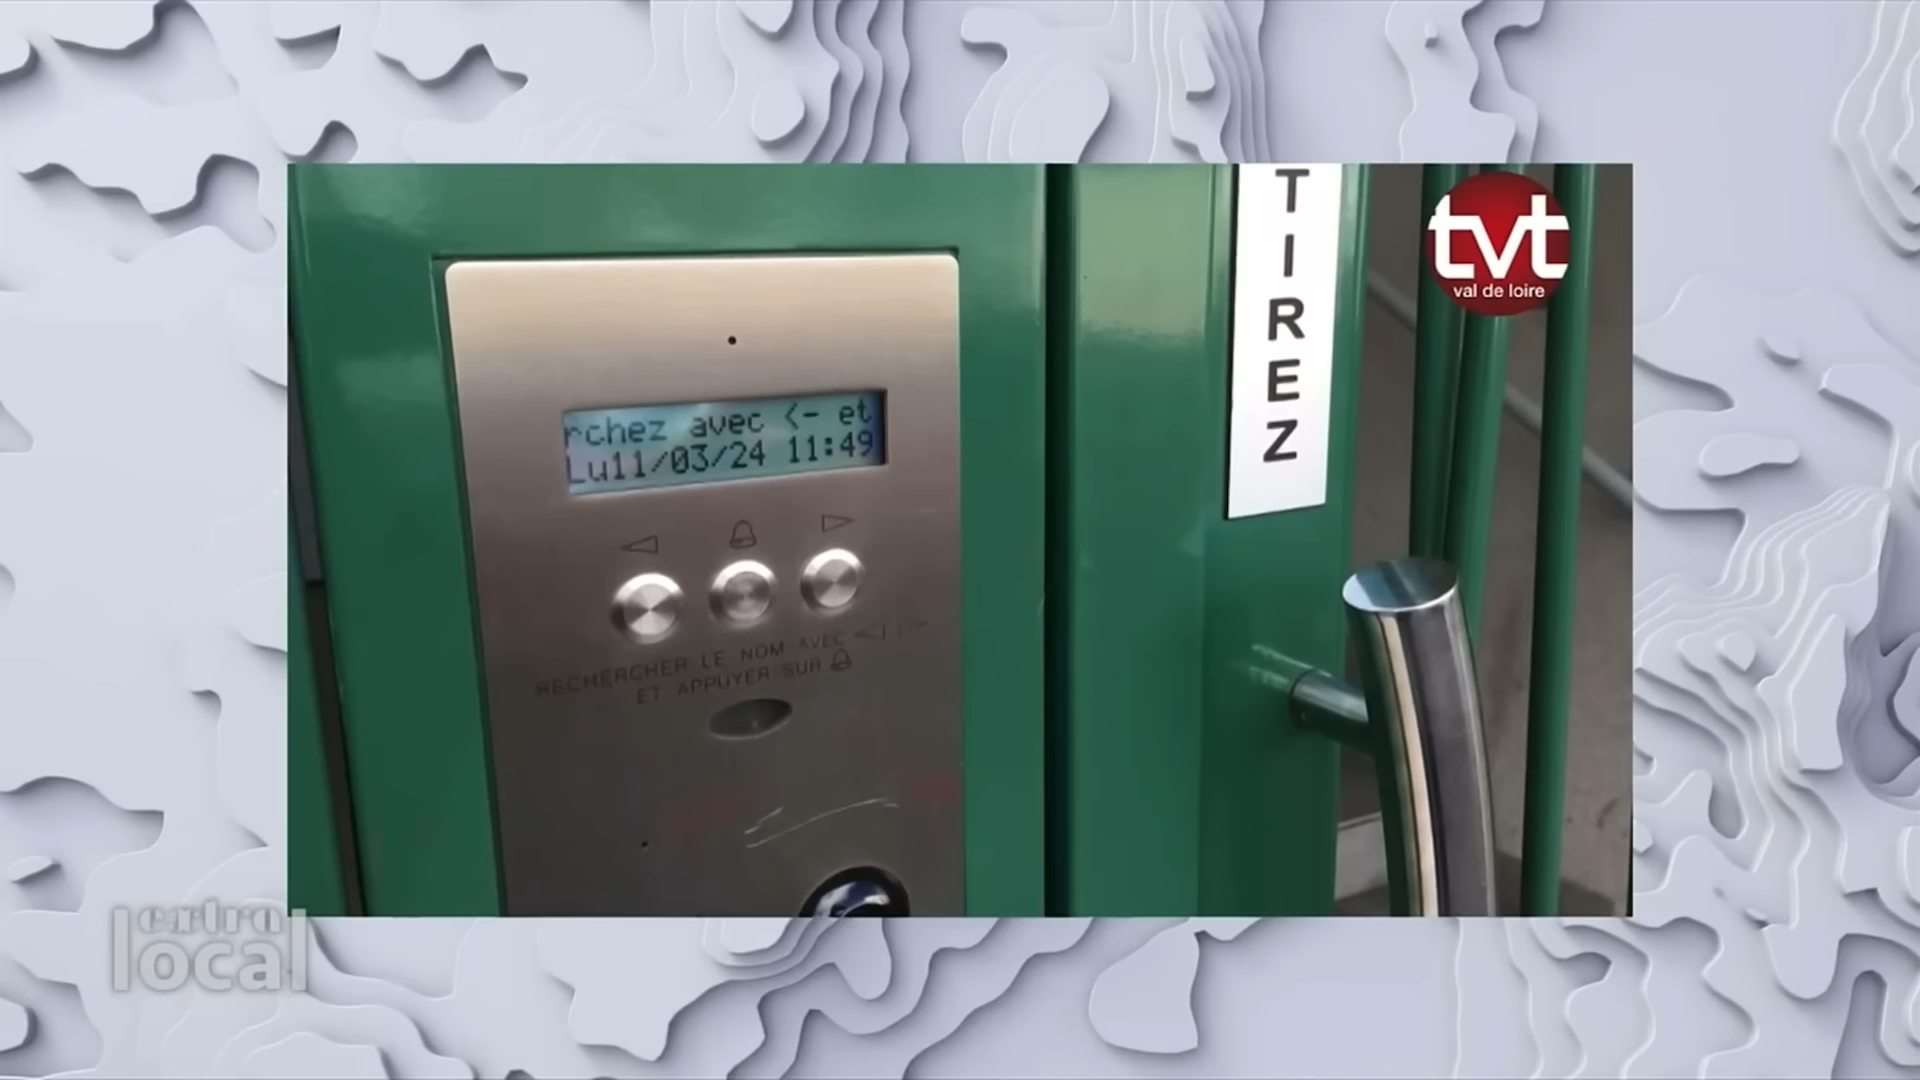 TIREZ
tvt
val de loire
rchez avec <- et
Lu11/03/24 11:49
RECHERCHER LE NOM AVEC
ET APPUYER SUR
extra
local